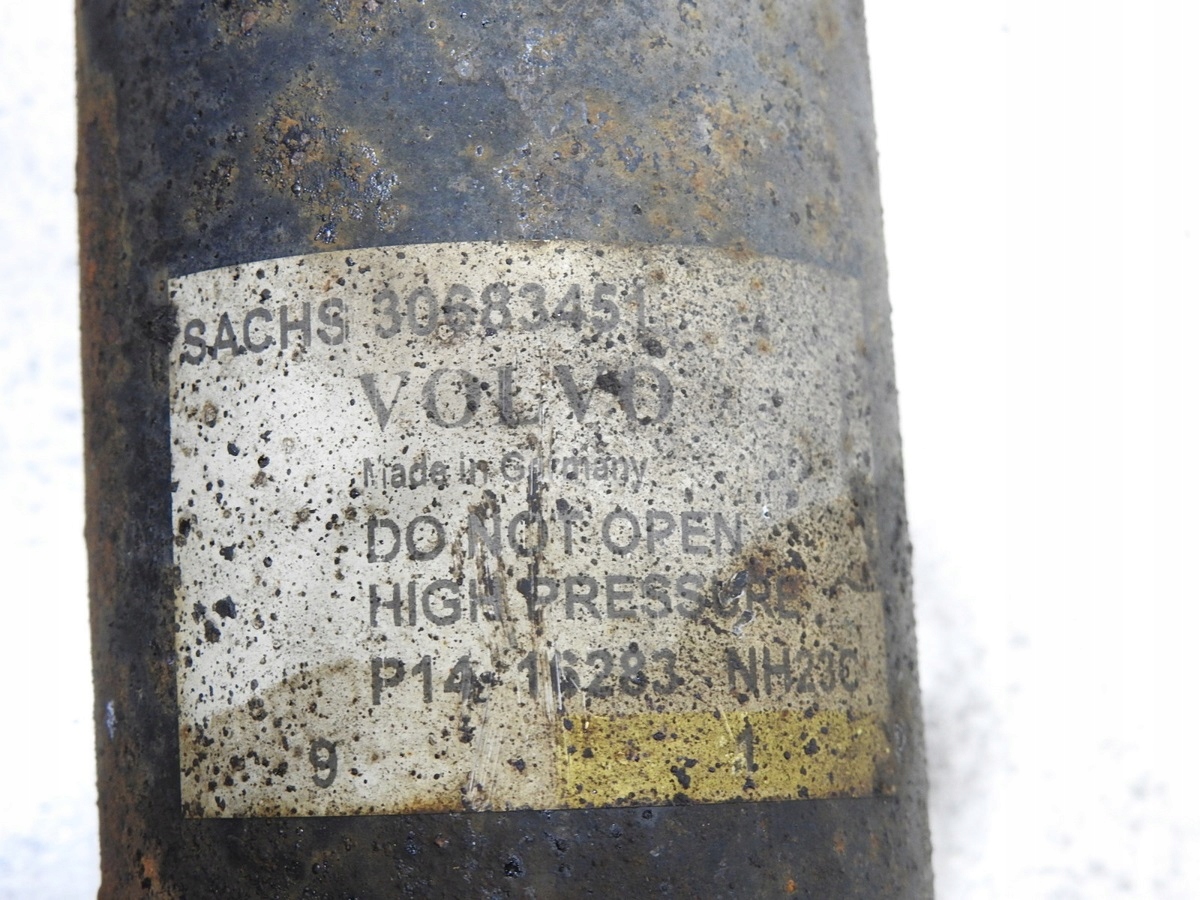 SACHS 30683451
VOLVO
Made in Germany
DO NOT OPEN
HIGH PRESSURE
P14 16283 NH23C
9 1